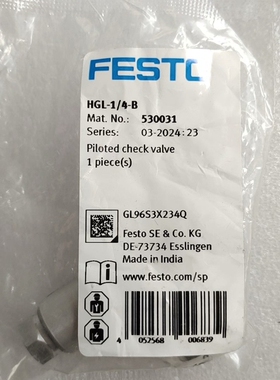 FESTO
HGL-1/4-B
Mat. No.: 530031
Series: 03-2024:23
Piloted check valve
1 piece(s)
GL96S3X234Q
Festo SE & Co. KG
DE-73734 Esslingen
Made in India
www.festo.com/sp
4 052568 006839